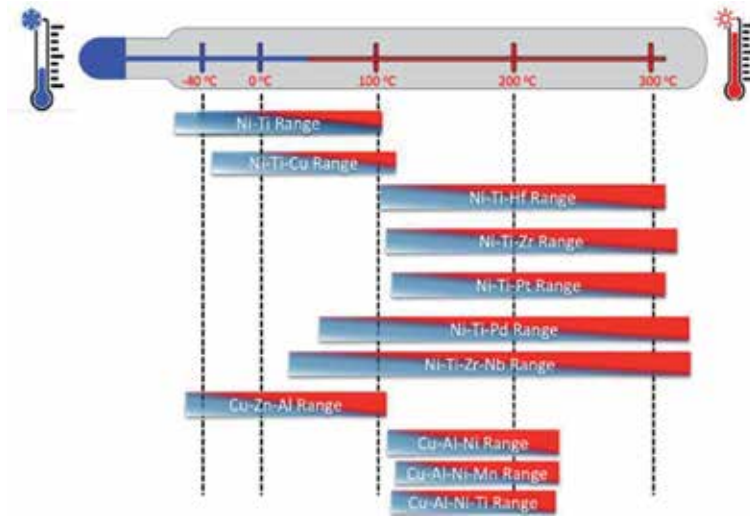 -40 °C 0 °C 100 °C 200 °C 300 °C
Ni-Ti Range
Ni-Ti-Cu Range
Ni-Ti-Hf Range
Ni-Ti-Zr Range
Ni-Ti-Pt Range
Ni-Ti-Pd Range
Ni-Ti-Zr-Nb Range
Cu-Zn-Al Range
Cu-Al-Ni Range
Cu-Al-Ni-Mn Range
Cu-Al-Ni-Ti Range